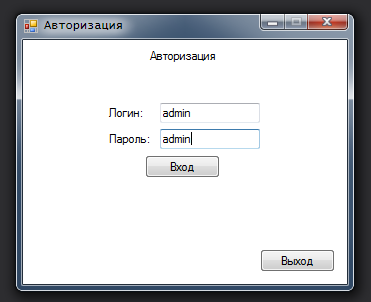 Авторизация
Авторизация
Логин: admin
Пароль: admin
Вход
Выход